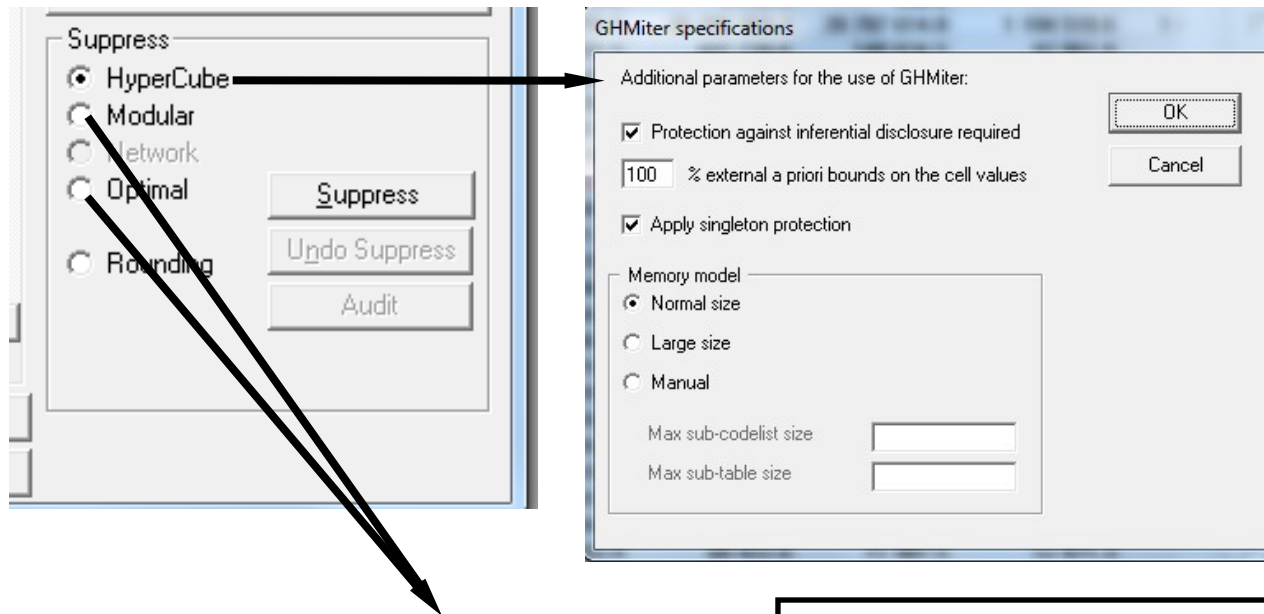 Suppress
HyperCube
Modular
Network
Optimal
Suppress
Undo Suppress
Rounding
Audit
GHMiter specifications
Additional parameters for the use of GHMiter:
OK
Protection against inferential disclosure required
100 % external a priori bounds on the cell values
Cancel
Apply singleton protection
Memory model
Normal size
Large size
Manual
Max sub-codelist size
Max sub-table size